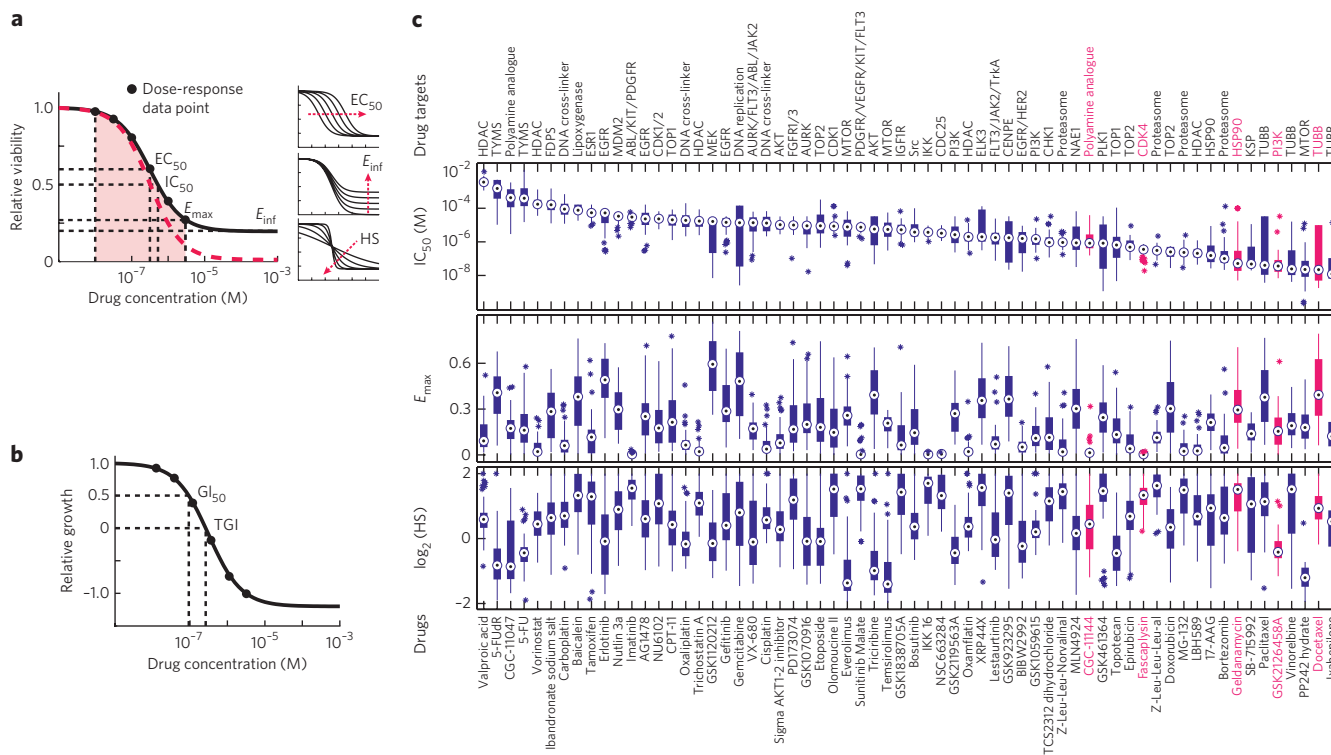 a
Dose-response
data point
1.0
0.5
0
Relative viability
EC50
IC50
Emax
Einf
10−7
10−5
10−3
Drug concentration (M)
EC50
Einf
HS
b
1.0
0.5
0
−1.0
Relative growth
GI50
TGI
10−7
10−5
10−3
Drug concentration (M)
c
Drug targets
HDAC
TYMS
Polyamine analogue
TYMS
HDAC
FDPS
DNA cross-linker
Lipoxygenase
ESR1
EGFR
MDM2
ABL/KIT/PDGFR
EGFR
TNKS1/2
TOP1
DNA cross-linker
HDAC
MEK
EGFR
DNA replication
AURK/FLT3/ABL/JAK2
DNA cross-linker
AKT
FGFR1/3
AURK
TOP2
CDK1
MTOR
PDGFR/VEGFR/KIT/FLT3
AKT
MTOR
IGF1R
Src
IKK
CDC25
PI3K
HDAC
ELK3
FLT3/JAK2/TrkA
CENPE
EGFR/HER2
PI3K
CHK1
Proteasome
NAE1
Polyamine analogue
PLK1
TOP1
TOP2
CDK4
Proteasome
TOP2
Proteasome
HDAC
HSP90
Proteasome
HSP90
KSP
TUBB
PI3K
TUBB
MTOR
TUBB
IC50 (M)
10−2
10−4
10−6
10−8
Emax
0.6
0.3
0
log2 (HS)
2
0
−2
Drugs
Valproic acid
5-FUdR
CGC-11047
5-FU
Vorinostat
Ibandronate sodium salt
Carboplatin
Baicalein
Tamoxifen
Erlotinib
Nutlin 3a
Imatinib
AG1478
NU6102
CPT-11
Oxaliplatin
Trichostatin A
GSK1120212
Gefitinib
Gemcitabine
VX-680
Cisplatin
Sigma AKT1-2 inhibitor
PD173074
GSK1070916
Etoposide
Olomoucine II
Everolimus
Sunitinib Malate
Triciribine
Temsirolimus
GSK1838705A
Bosutinib
IKK 16
NSC663284
GSK2119563A
Oxamflatin
XRP44X
Lestaurtinib
GSK923295
BIBW2992
GSK1059615
TCS2312 dihydrochloride
Z-Leu-Leu-Norvalinal
MLN4924
CGC-11144
GSK461364
Topotecan
Epirubicin
Fascaplysin
Z-Leu-Leu-Leu-al
Doxorubicin
MG-132
LBH589
17-AAG
Bortezomib
Geldanamycin
SB-715992
Paclitaxel
GSK2126458A
Vinorelbine
PP242 hydrate
Docetaxel